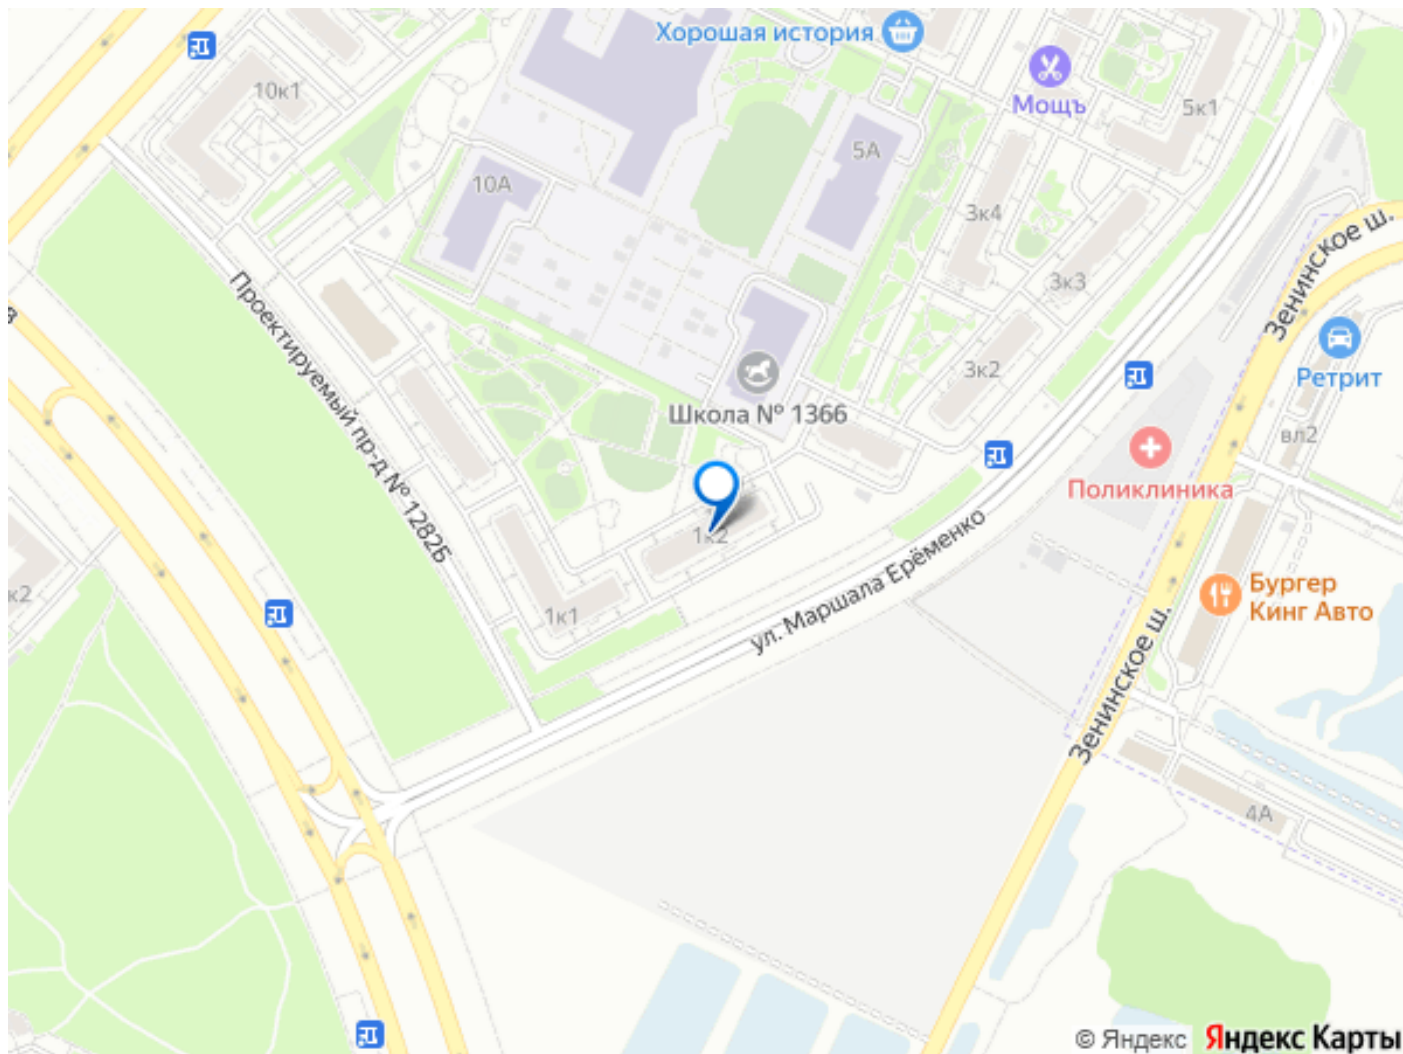 Хорошая история
10к1
Мощъ
5к1
5А
10А
3к4
Зенинское ш.
3к3
Проектируемый пр-д № 1282Б
в
3к2
Ретрит
Школа № 1366
вл2
Поликлиника
1к2
ул. Маршала Ерёменко
к2
1к1
Бургер
Кинг Авто
Зенинское ш.
4А
© Яндекс Яндекс Карты